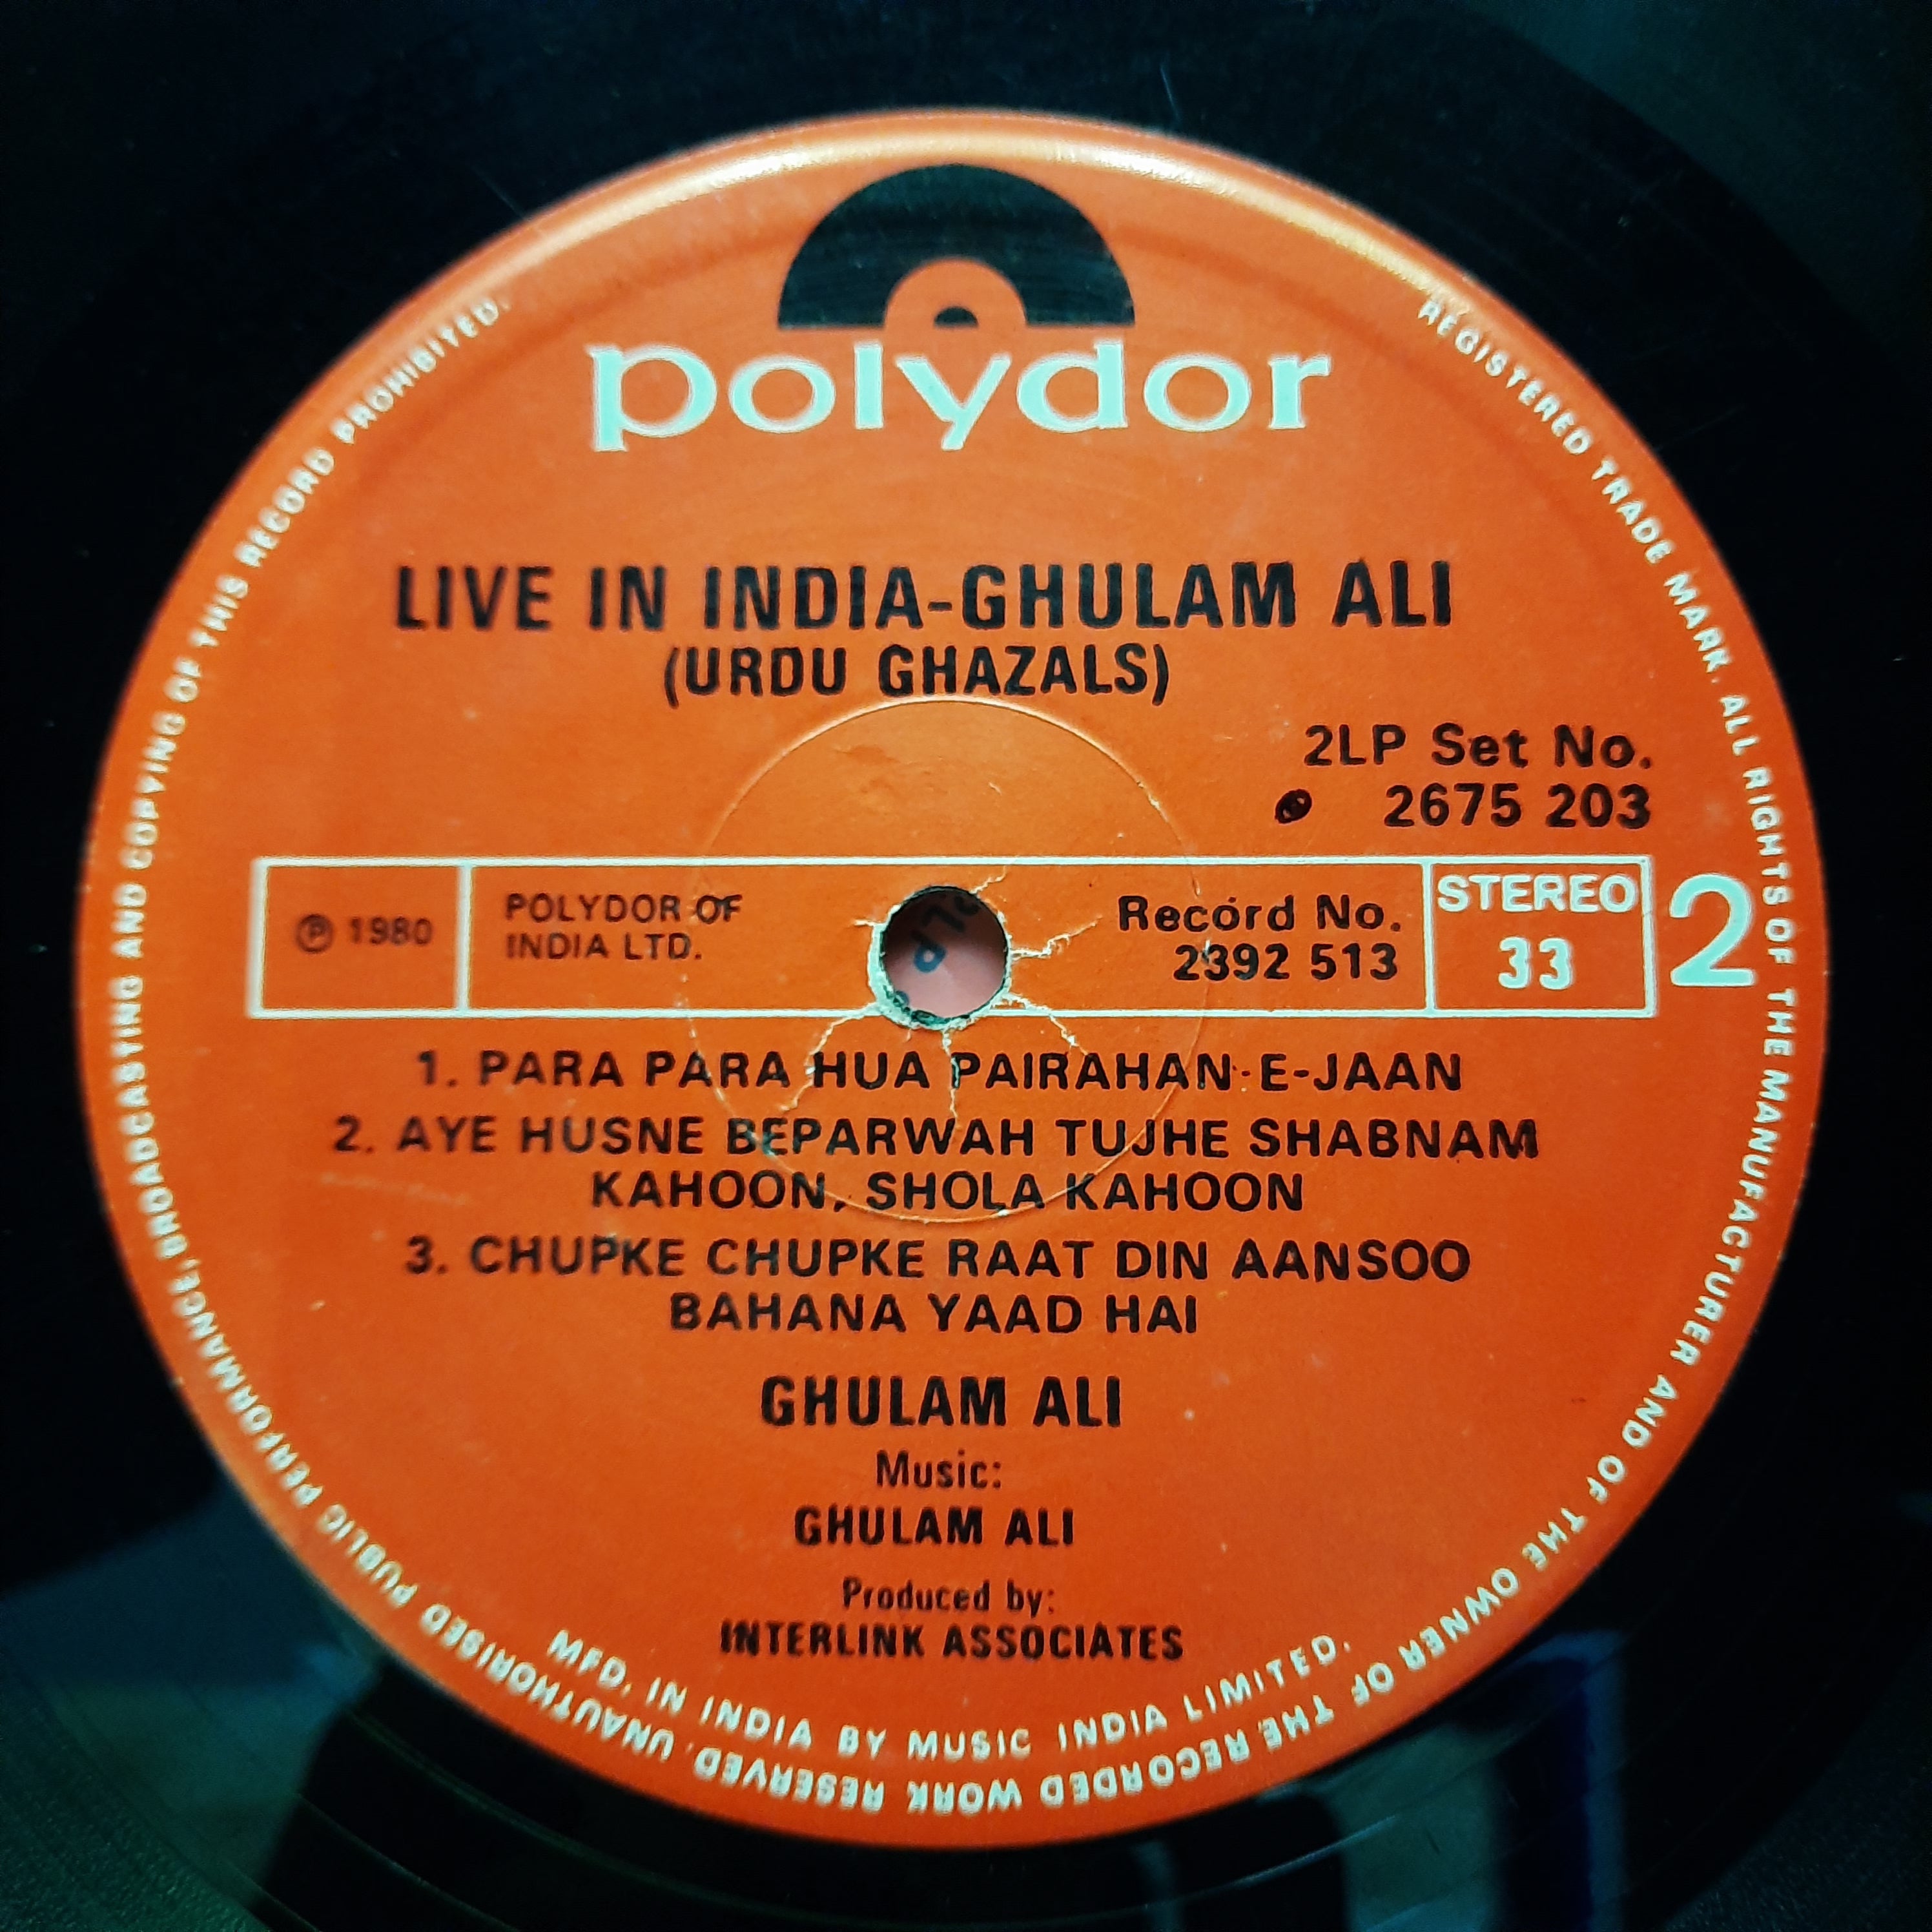 polydor
LIVE IN INDIA-GHULAM ALI
(URDU GHAZALS)
2LP Set No.
2675 203
℗ 1980
POLYDOR OF
INDIA LTD.
Record No.
2392 513
STEREO
33
2
1. PARA PARA HUA PAIRAHAN-E-JAAN
2. AYE HUSNE BEPARWAH TUJHE SHABNAM
KAHOON, SHOLA KAHOON
3. CHUPKE CHUPKE RAAT DIN AANSOO
BAHANA YAAD HAI
GHULAM ALI
Music:
GHULAM ALI
Produced by:
INTERLINK ASSOCIATES
MFD. IN INDIA BY MUSIC INDIA LIMITED.
REGISTERED TRADE MARK. ALL RIGHTS OF THE MANUFACTURER AND OF THE OWNER OF THE RECORDED WORK RESERVED. UNAUTHORISED PUBLIC PERFORMANCE, BROADCASTING AND COPYING OF THIS RECORD PROHIBITED.